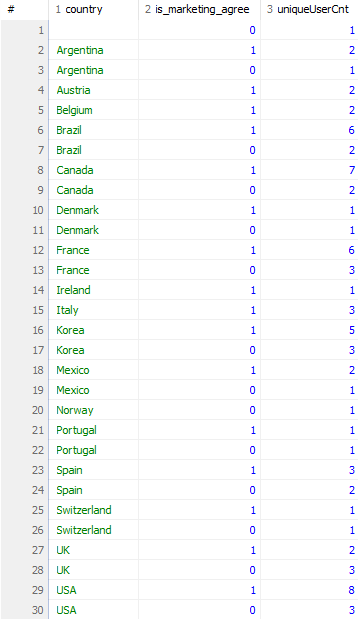 # 1 country 2 is_marketing_agree 3 uniqueUserCnt
1 0 1
2 Argentina 1 2
3 Argentina 0 1
4 Austria 1 2
5 Belgium 1 2
6 Brazil 1 6
7 Brazil 0 2
8 Canada 1 7
9 Canada 0 2
10 Denmark 1 1
11 Denmark 0 1
12 France 1 6
13 France 0 3
14 Ireland 1 1
15 Italy 1 3
16 Korea 1 5
17 Korea 0 3
18 Mexico 1 2
19 Mexico 0 1
20 Norway 0 1
21 Portugal 1 1
22 Portugal 0 1
23 Spain 1 3
24 Spain 0 2
25 Switzerland 1 1
26 Switzerland 0 1
27 UK 1 2
28 UK 0 3
29 USA 1 8
30 USA 0 3